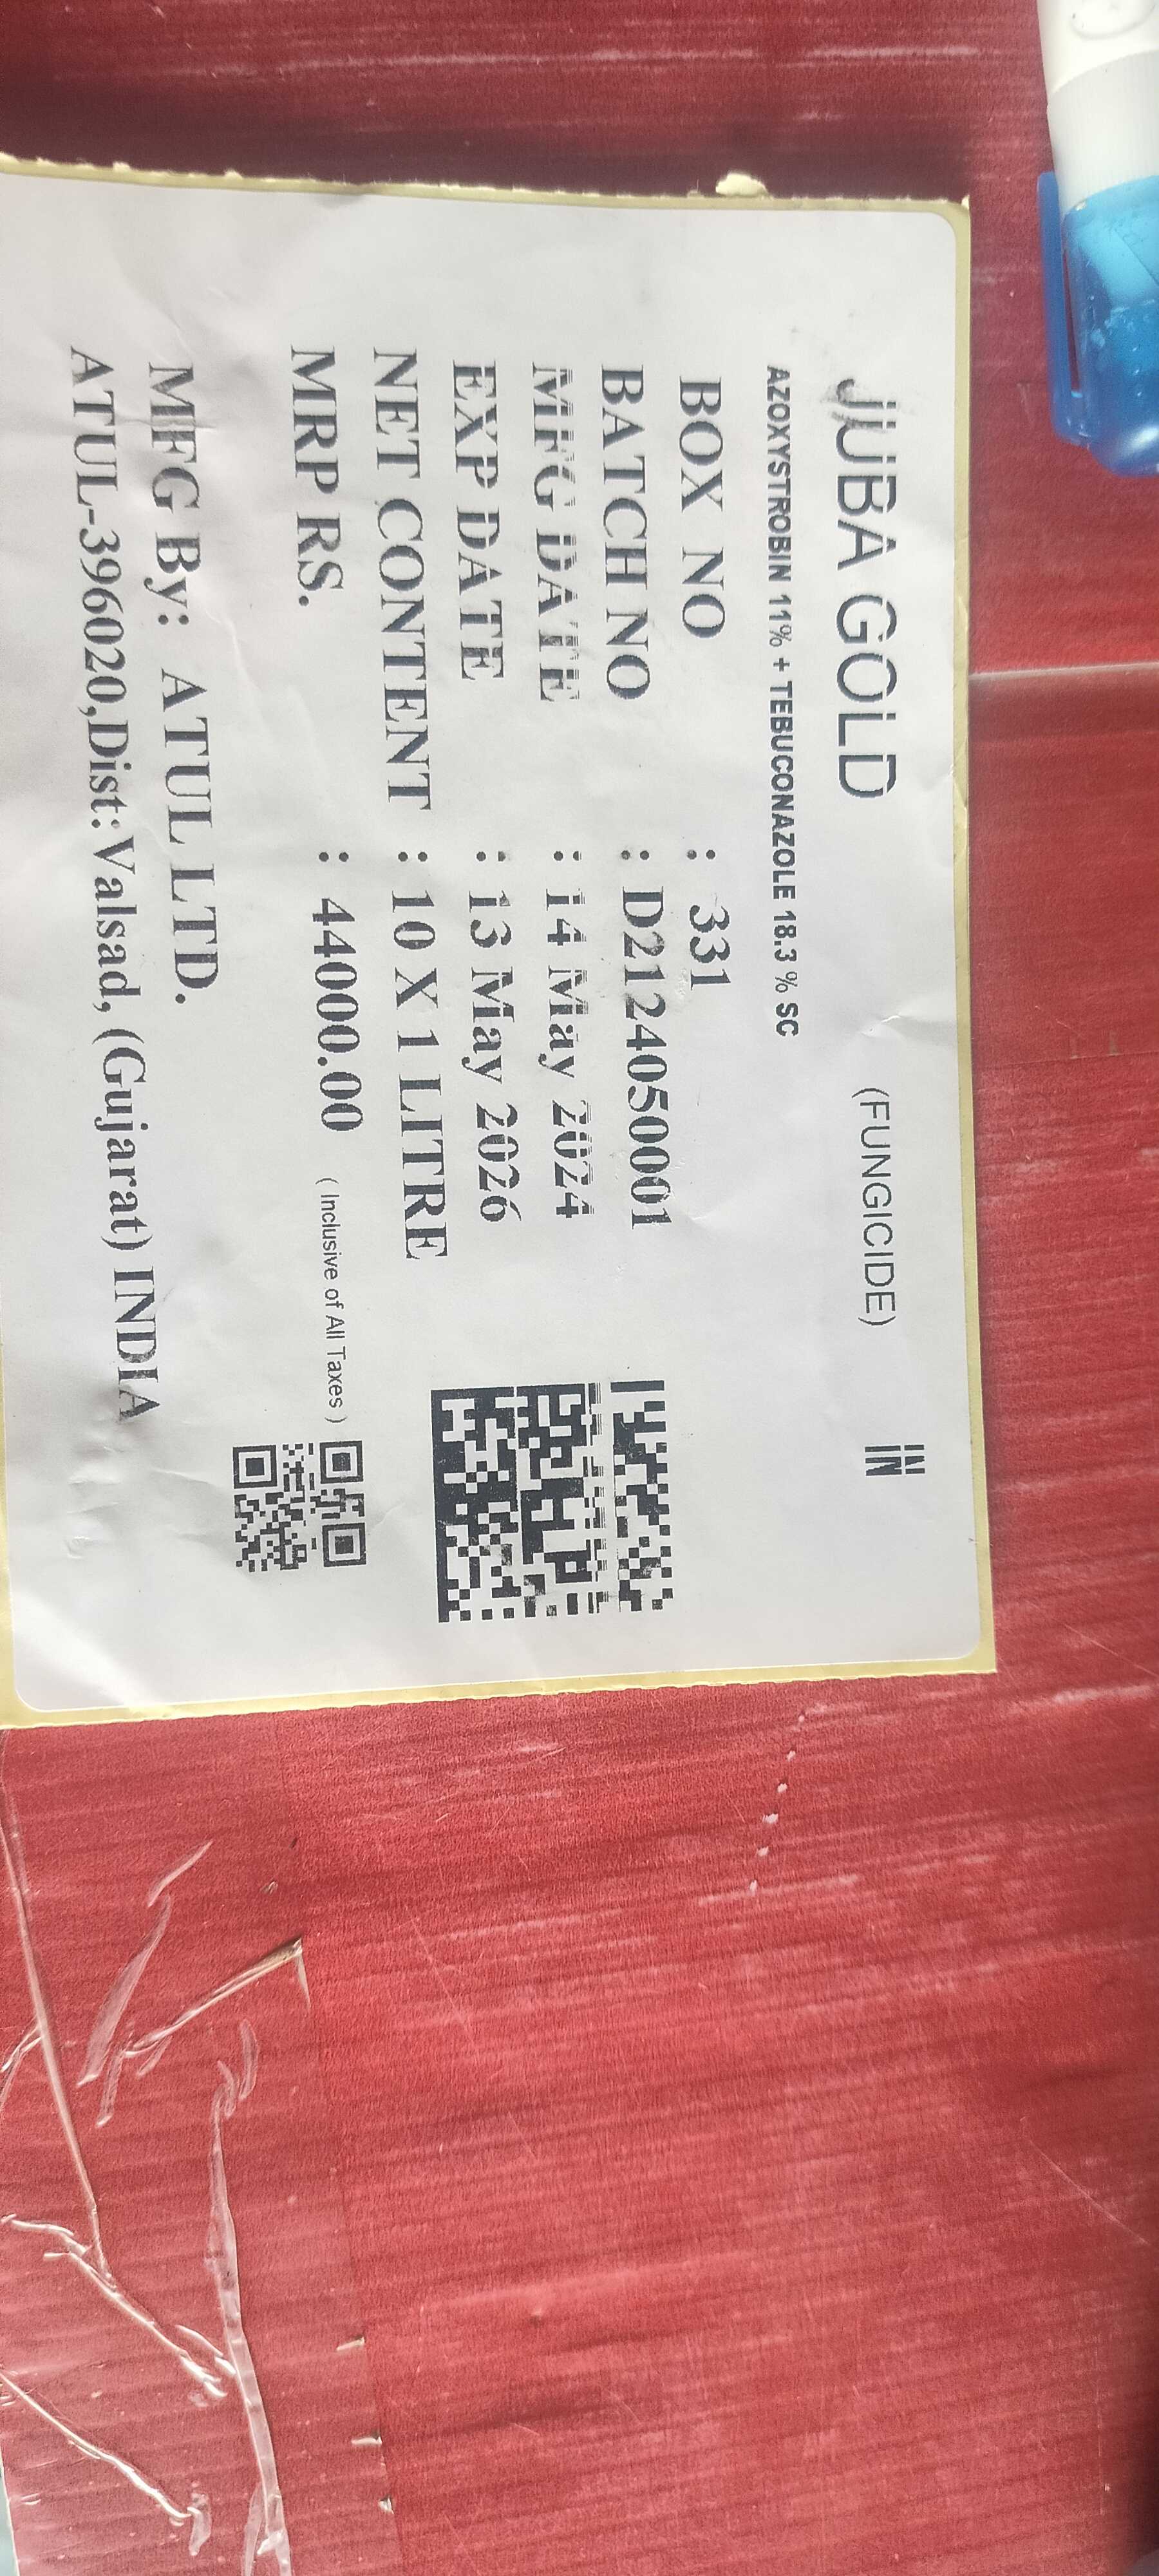 JUBA GOLD (FUNGICIDE) IN
AZOXYSTROBIN 11% + TEBUCONAZOLE 18.3 % SC
BOX NO : 331
BATCH NO : D2124050001
MFG DATE : 14 May 2024
EXP DATE : 13 May 2026
NET CONTENT : 10 X 1 LITRE
MRP RS. : 44000.00 ( Inclusive of All Taxes )
MFG By: ATUL LTD.
ATUL-396020,Dist:Valsad, (Gujarat) INDIA